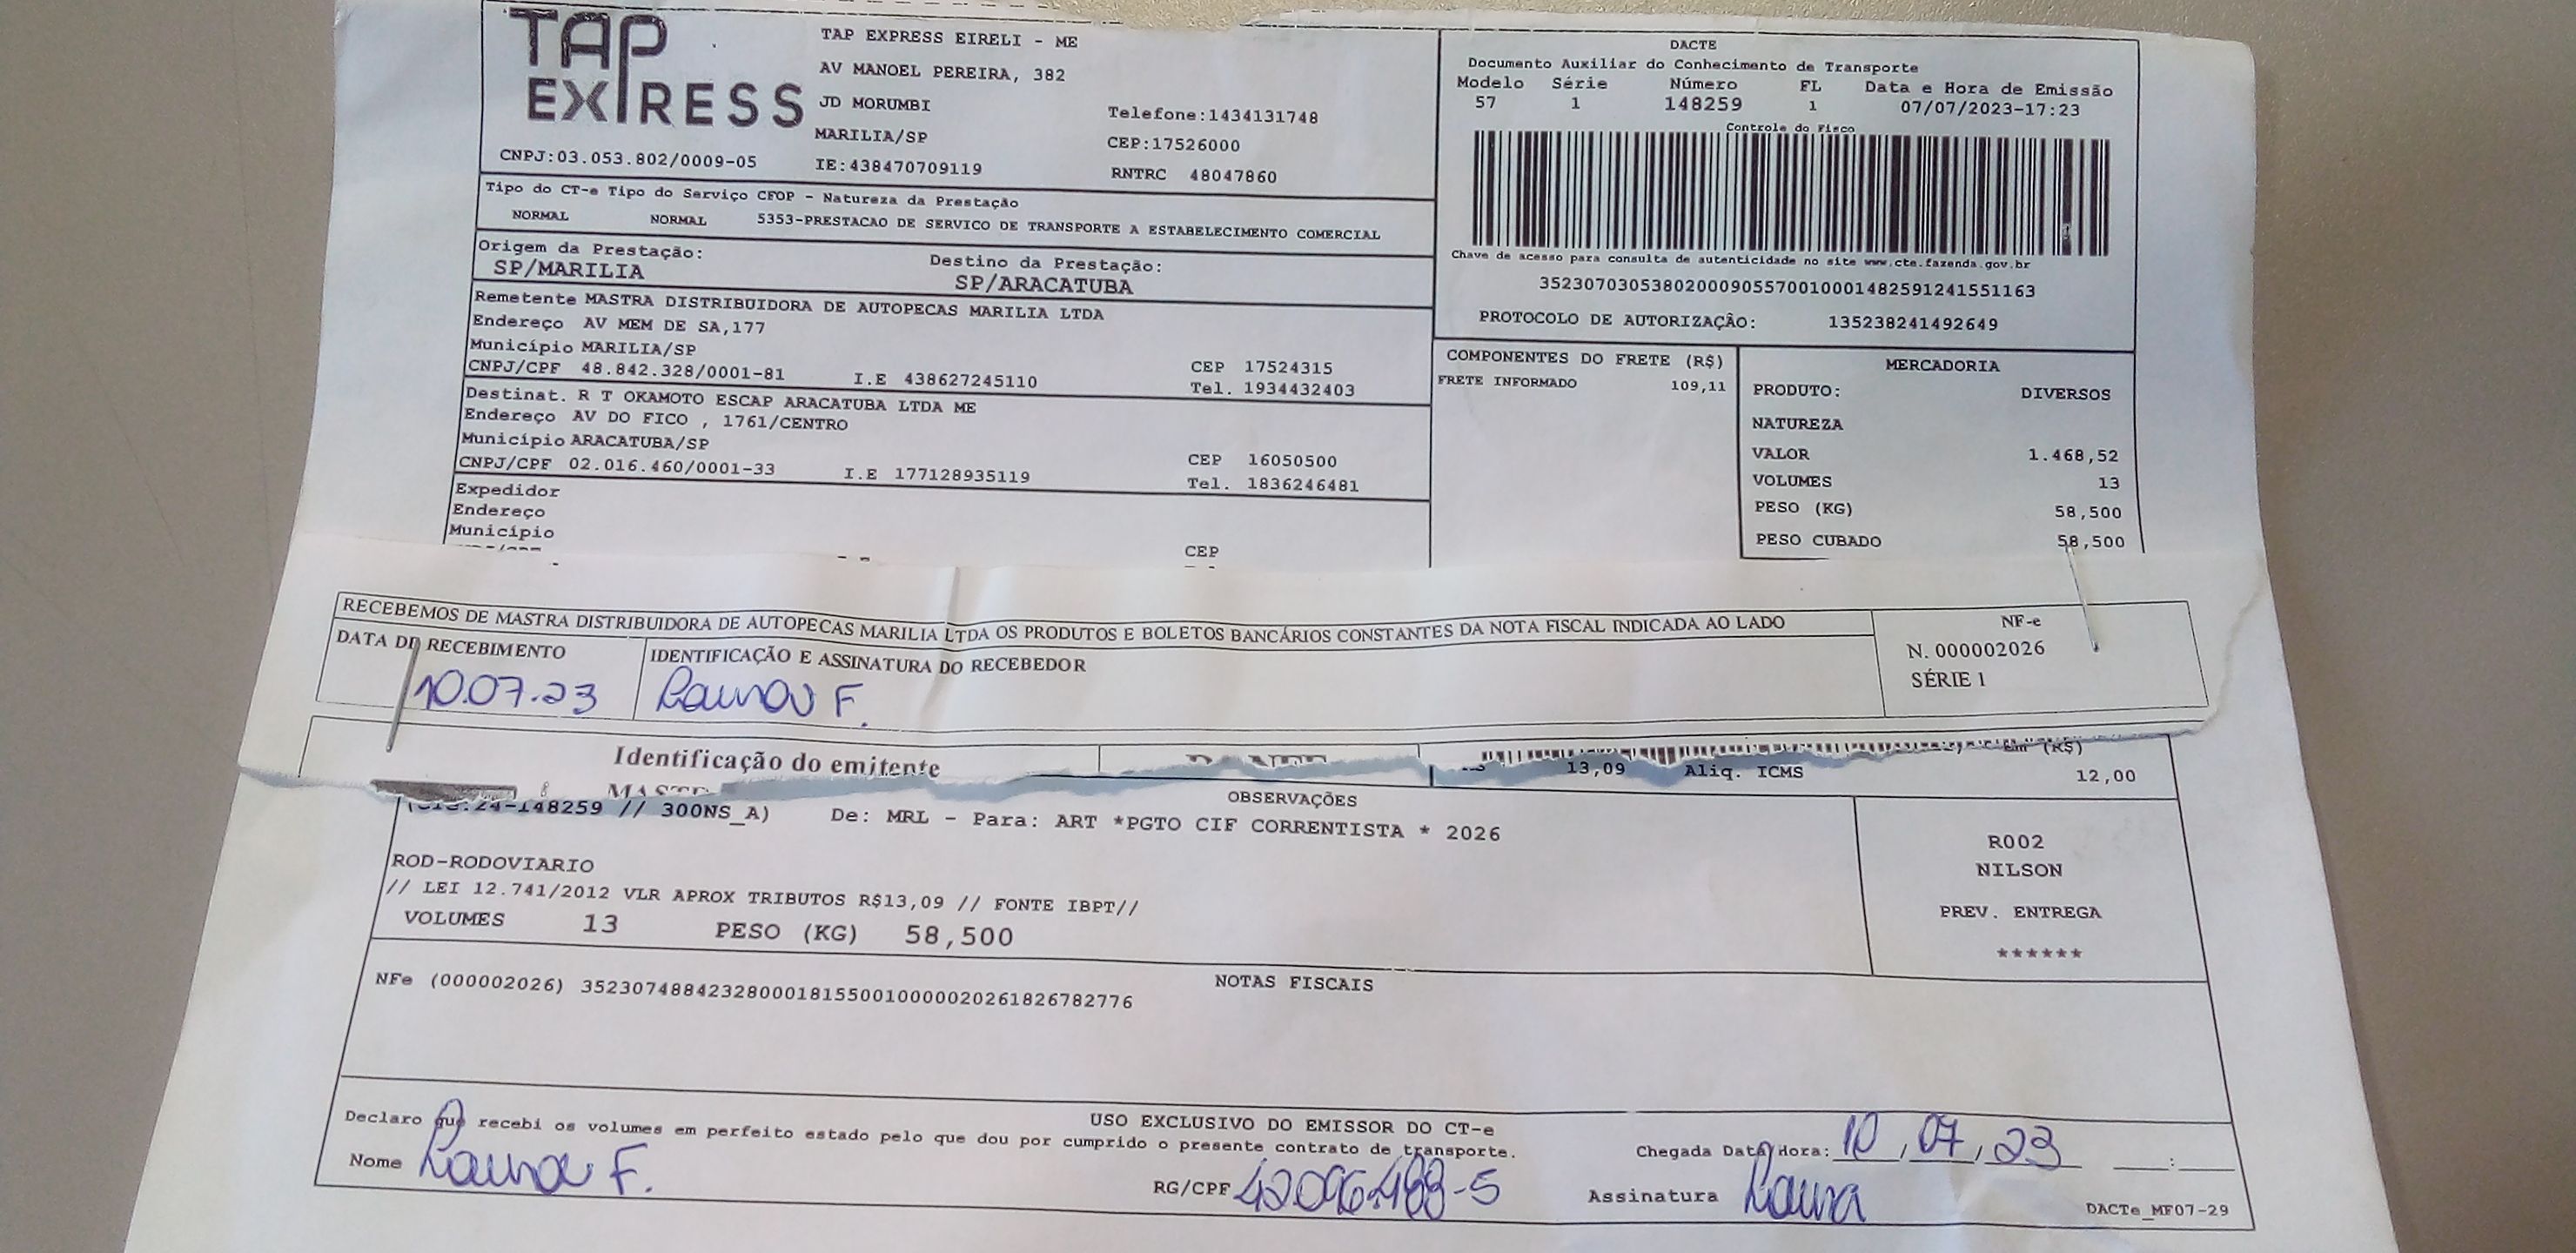 TAP EXPRESS
TAP EXPRESS EIRELI - ME
AV MANOEL PEREIRA, 382
JD MORUMBI
Telefone:1434131748
MARILIA/SP
CEP:17526000
CNPJ:03.053.802/0009-05
IE:438470709119
RNTRC 48047860
DACTE
Documento Auxiliar do Conhecimento de Transporte
Modelo Série Número FL Data e Hora de Emissão
57 1 148259 1 07/07/2023-17:23
Controle do Fisco
Chave de acesso para consulta de autenticidade no site www.cte.fazenda.gov.br
35230703053802000905570010001482591241551163
PROTOCOLO DE AUTORIZAÇÃO: 135238241492649
Tipo do CT-e Tipo do Serviço CFOP - Natureza da Prestação
NORMAL NORMAL 5353-PRESTACAO DE SERVICO DE TRANSPORTE A ESTABELECIMENTO COMERCIAL
Origem da Prestação: Destino da Prestação:
SP/MARILIA SP/ARACATUBA
Remetente MASTRA DISTRIBUIDORA DE AUTOPECAS MARILIA LTDA
Endereço AV MEM DE SA,177
Município MARILIA/SP CEP 17524315
CNPJ/CPF 48.842.328/0001-81 I.E 438627245110 Tel. 1934432403
Destinat. R T OKAMOTO ESCAP ARACATUBA LTDA ME
Endereço AV DO FICO , 1761/CENTRO
Município ARACATUBA/SP CEP 16050500
CNPJ/CPF 02.016.460/0001-33 I.E 177128935119 Tel. 1836246481
Expedidor
Endereço
Município CEP
COMPONENTES DO FRETE (R$)
FRETE INFORMADO 109,11
MERCADORIA
PRODUTO: DIVERSOS
NATUREZA
VALOR 1.468,52
VOLUMES 13
PESO (KG) 58,500
PESO CUBADO 58,500
RECEBEMOS DE MASTRA DISTRIBUIDORA DE AUTOPECAS MARILIA LTDA OS PRODUTOS E BOLETOS BANCÁRIOS CONSTANTES DA NOTA FISCAL INDICADA AO LADO
DATA DE RECEBIMENTO
10.07.23
IDENTIFICAÇÃO E ASSINATURA DO RECEBEDOR
Laura F.
NF-e
N. 000002026
SÉRIE 1
Identificação do emitente
13,09 Aliq. ICMS 12,00
OBSERVAÇÕES
// 300NS_A) De: MRL - Para: ART *PGTO CIF CORRENTISTA * 2026
ROD-RODOVIARIO
// LEI 12.741/2012 VLR APROX TRIBUTOS R$13,09 // FONTE IBPT//
VOLUMES 13 PESO (KG) 58,500
R002
NILSON
PREV. ENTREGA
******
NOTAS FISCAIS
NFe (000002026) 35230748842328000181550010000020261826782776
USO EXCLUSIVO DO EMISSOR DO CT-e
Declaro que recebi os volumes em perfeito estado pelo que dou por cumprido o presente contrato de transporte.
Chegada Data/Hora: 10, 07, 23 :
Nome Laura F. RG/CPF Assinatura Laura
DACTe_MF07-29